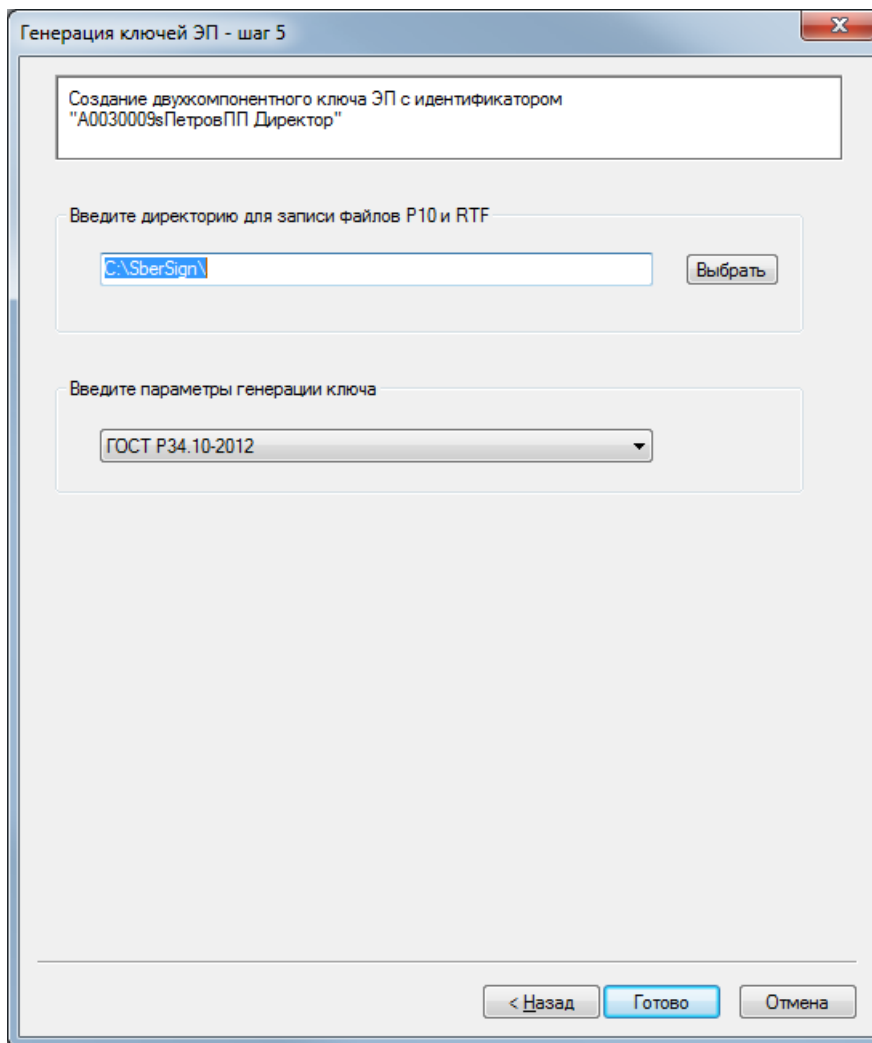 Генерация ключей ЭП - шаг 5
Создание двухкомпонентного ключа ЭП с идентификатором
"A0030009sПетровПП Директор"
Введите директорию для записи файлов P10 и RTF
C:\SberSign\
Выбрать
Введите параметры генерации ключа
ГОСТ Р34.10-2012
< Назад
Готово
Отмена